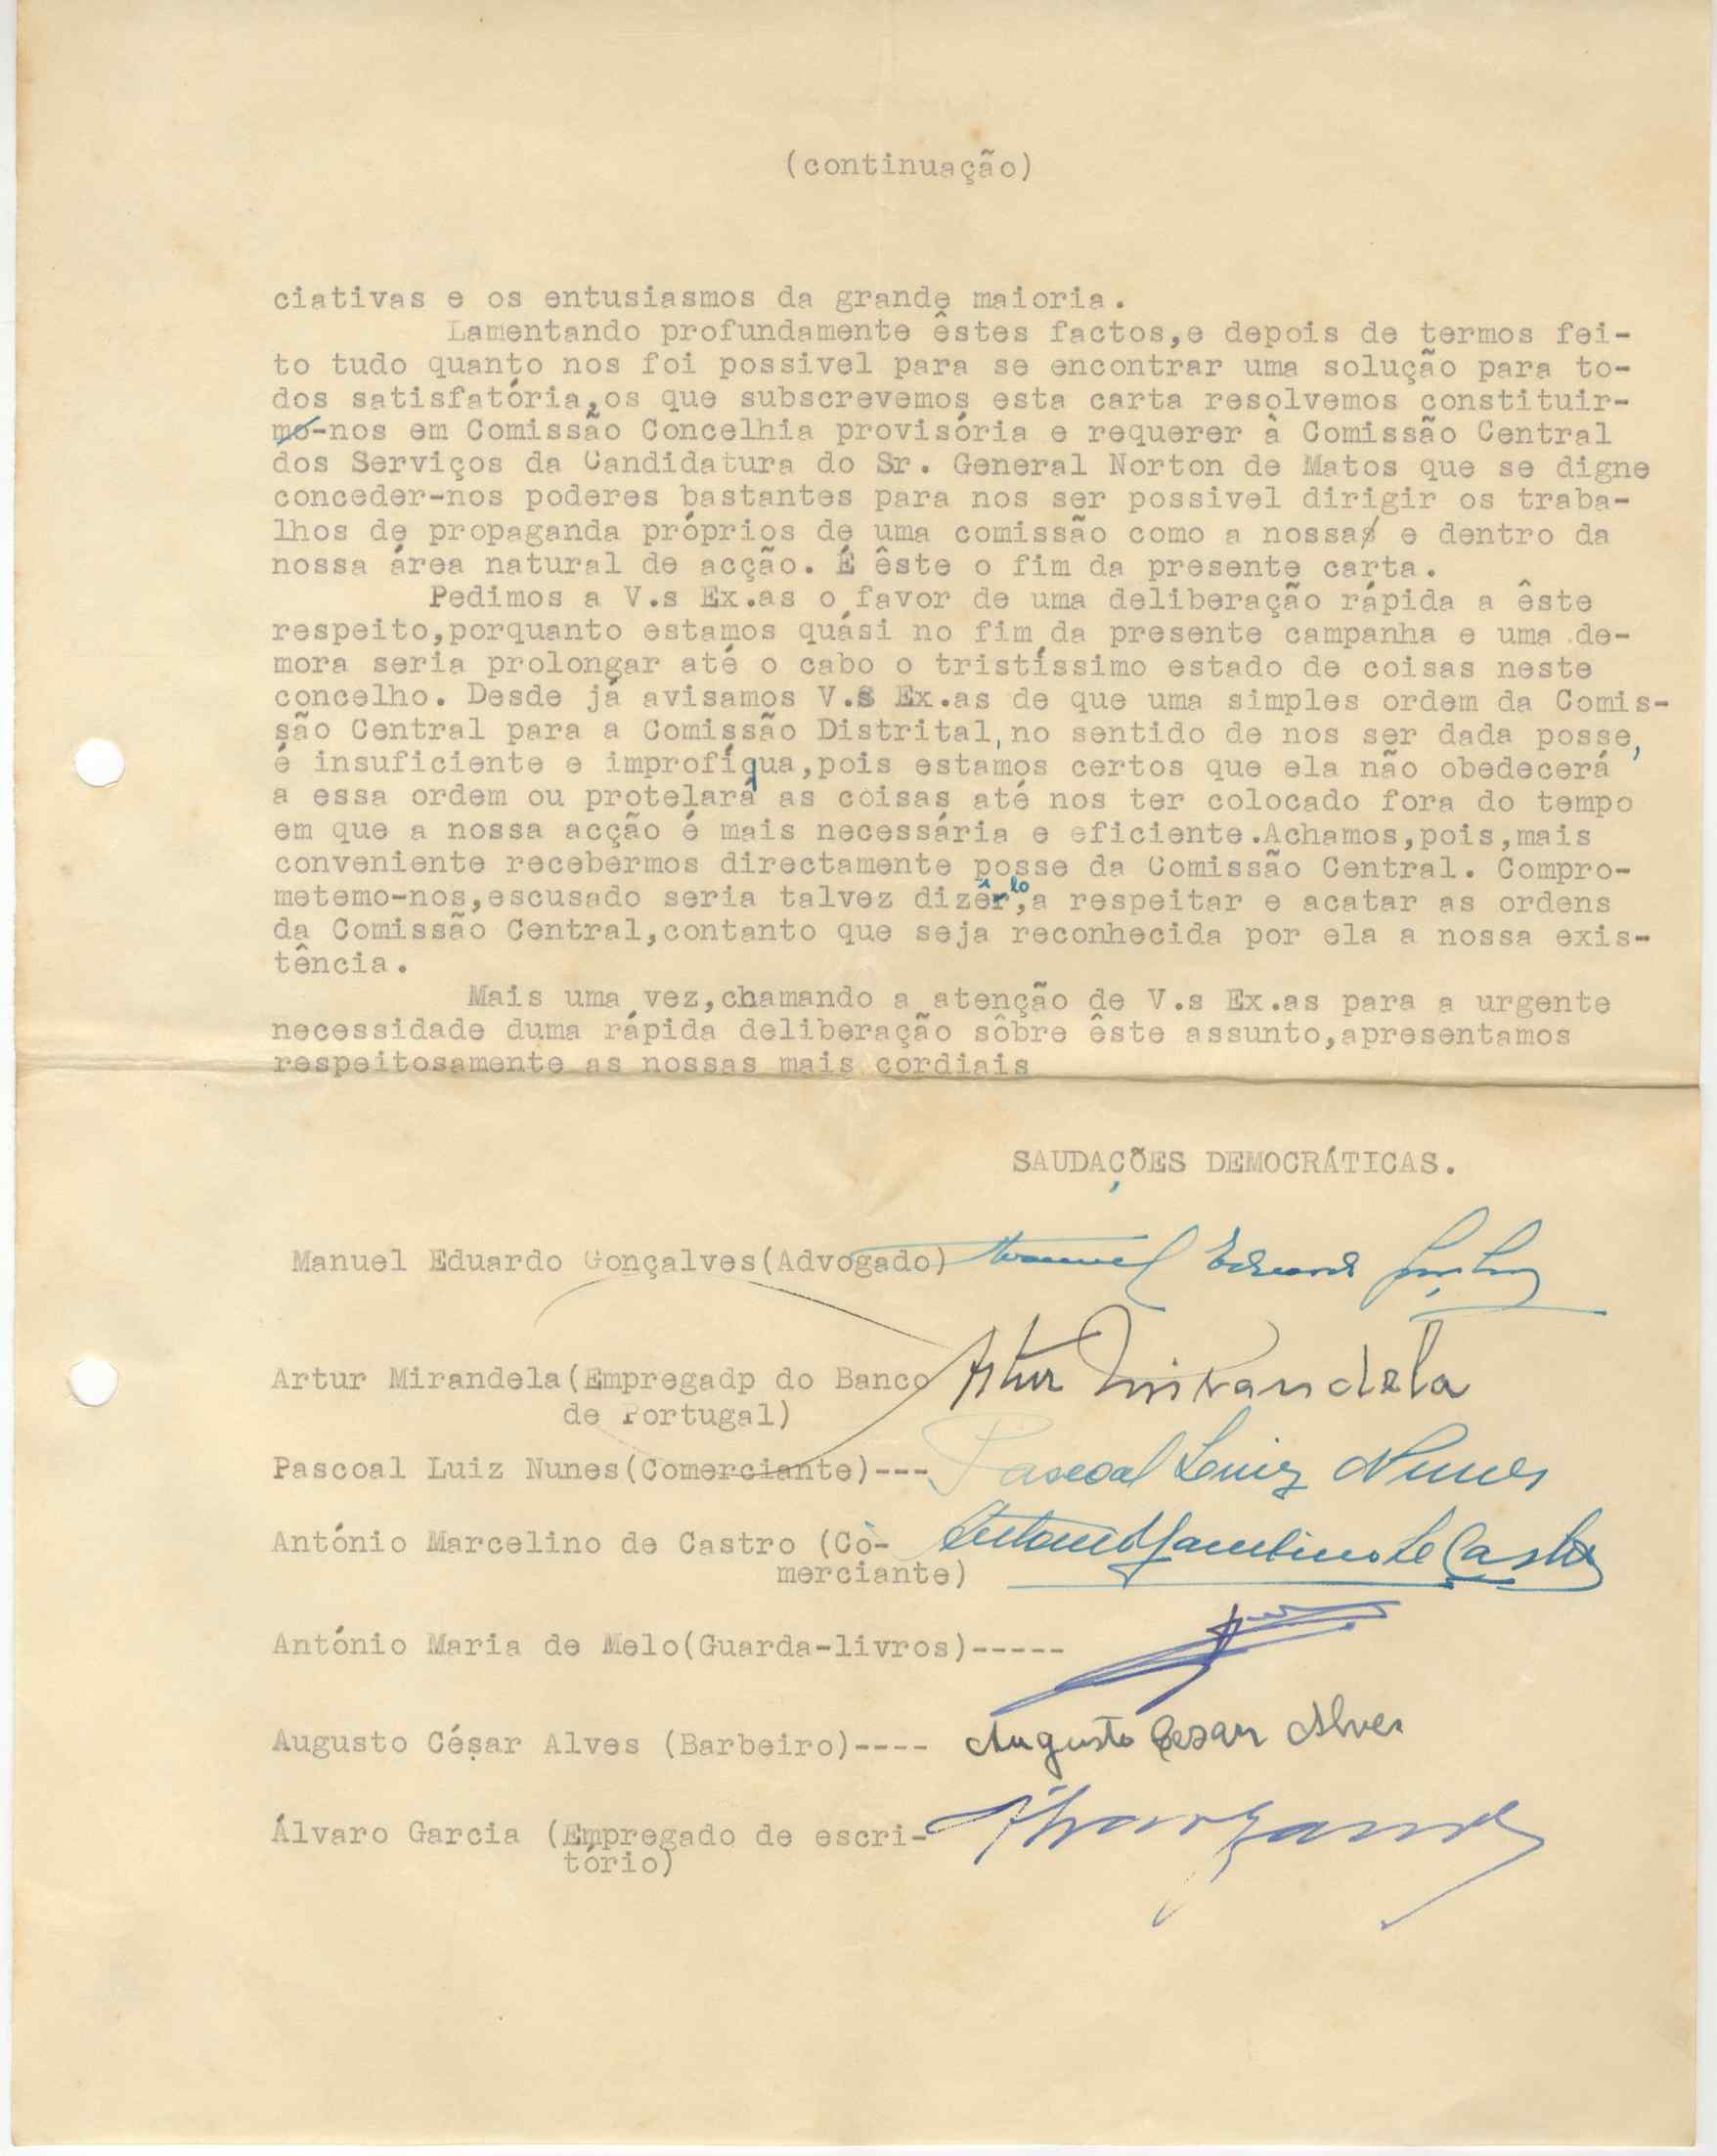 (continuação)
ciativas e os entusiasmos da grande maioria.
Lamentando profundamente êstes factos,e depois de termos fei-
to tudo quanto nos foi possivel para se encontrar uma solução para to-
dos satisfatória,os que subscrevemos esta carta resolvemos constituir-
mo-nos em Comissão Concelhia provisória e requerer à Comissão Central
dos Serviços da Candidatura do Sr. General Norton de Matos que se digne
conceder-nos poderes bastantes para nos ser possivel dirigir os traba-
lhos de propaganda próprios de uma comissão como a nossa e dentro da
nossa área natural de acção. É êste o fim da presente carta.
Pedimos a V.s Ex.as o favor de uma deliberação rápida a êste
respeito,porquanto estamos quási no fim da presente campanha e uma de-
mora seria prolongar até o cabo o tristíssimo estado de coisas neste
concelho. Desde já avisamos V.s Ex.as de que uma simples ordem da Comis-
são Central para a Comissão Distrital,no sentido de nos ser dada posse,
é insuficiente e improfíqua,pois estamos certos que ela não obedecerá
a essa ordem ou protelará as coisas até nos ter colocado fora do tempo
em que a nossa acção é mais necessária e eficiente.Achamos,pois,mais
conveniente recebermos directamente posse da Comissão Central. Compro-
metemo-nos,escusado seria talvez dizê-lo,a respeitar e acatar as ordens
da Comissão Central,contanto que seja reconhecida por ela a nossa exis-
tência.
Mais uma vez,chamando a atenção de V.s Ex.as para a urgente
necessidade duma rápida deliberação sôbre êste assunto,apresentamos
respeitosamente as nossas mais cordiais
SAUDAÇÕES DEMOCRÁTICAS.
Manuel Eduardo Gonçalves(Advogado) Manuel Eduardo Gonçalves
Artur Mirandela(Empregadp do Banco Artur Mirandela
de Portugal)
Pascoal Luiz Nunes(Comerciante)--- Pascoal Luiz Nunes
António Marcelino de Castro (Co- António Marcelino de Castro
merciante)
António Maria de Melo(Guarda-livros)-----
Augusto César Alves (Barbeiro)---- Augusto Cesar Alves
Álvaro Garcia (Empregado de escri- Álvaro Garcia
tório)